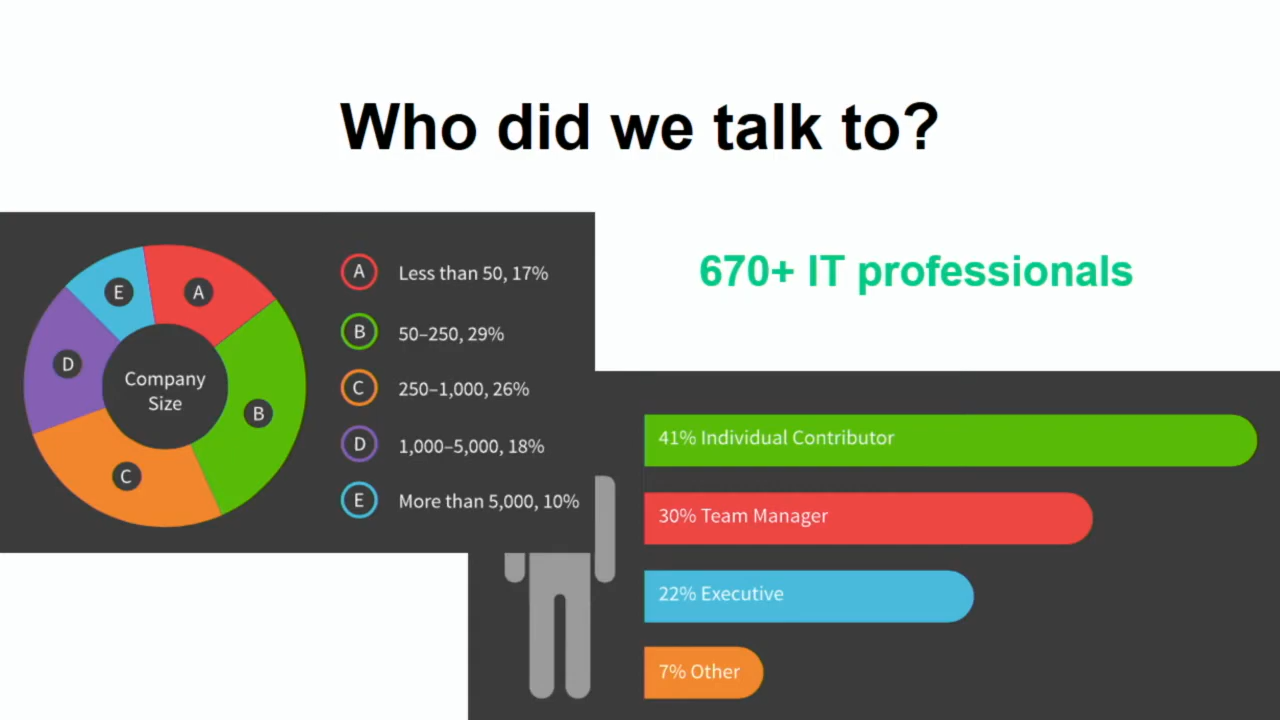 Who did we talk to?
670+ IT professionals
Company
Size
A
B
C
D
E
A Less than 50, 17%
B 50–250, 29%
C 250–1,000, 26%
D 1,000–5,000, 18%
E More than 5,000, 10%
41% Individual Contributor
30% Team Manager
22% Executive
7% Other